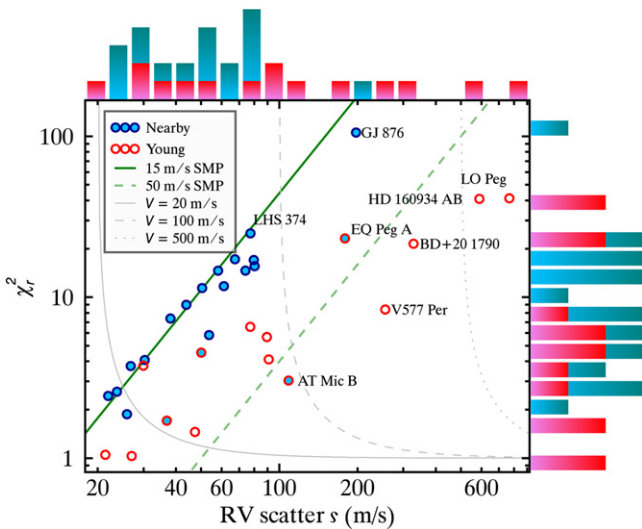 100
10
1
χ²ᵣ
Nearby
Young
15 m/s SMP
50 m/s SMP
V = 20 m/s
V = 100 m/s
V = 500 m/s
GJ 876
LO Peg
HD 160934 AB
LHS 374
EQ Peg A
BD+20 1790
V577 Per
AT Mic B
20 40 60 100 200 400 600
RV scatter s (m/s)